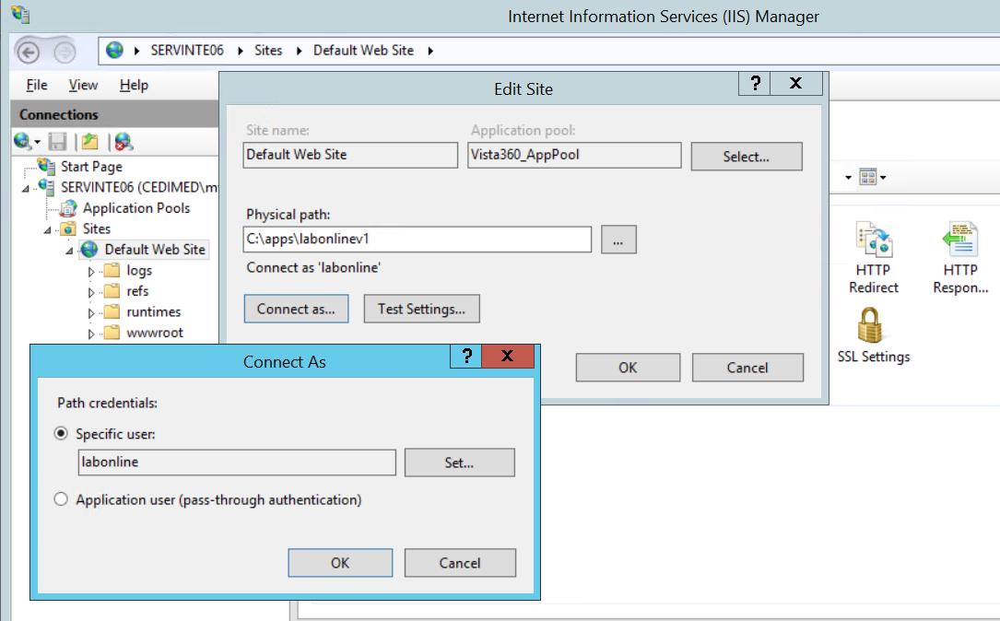 Internet Information Services (IIS) Manager
SERVINTE06 Sites Default Web Site
File View Help
Connections
Start Page
SERVINTE06 (CEDIMED\m
Application Pools
Sites
Default Web Site
logs
refs
runtimes
wwwroot
Edit Site
? X
Site name:
Application pool:
Default Web Site
Vista360_AppPool
Select...
Physical path:
C:\apps\labonlinev1
...
Connect as 'labonline'
Connect as...
Test Settings...
OK
Cancel
HTTP
Redirect
HTTP
Respon...
SSL Settings
Connect As
? X
Path credentials:
Specific user:
labonline
Set...
Application user (pass-through authentication)
OK
Cancel